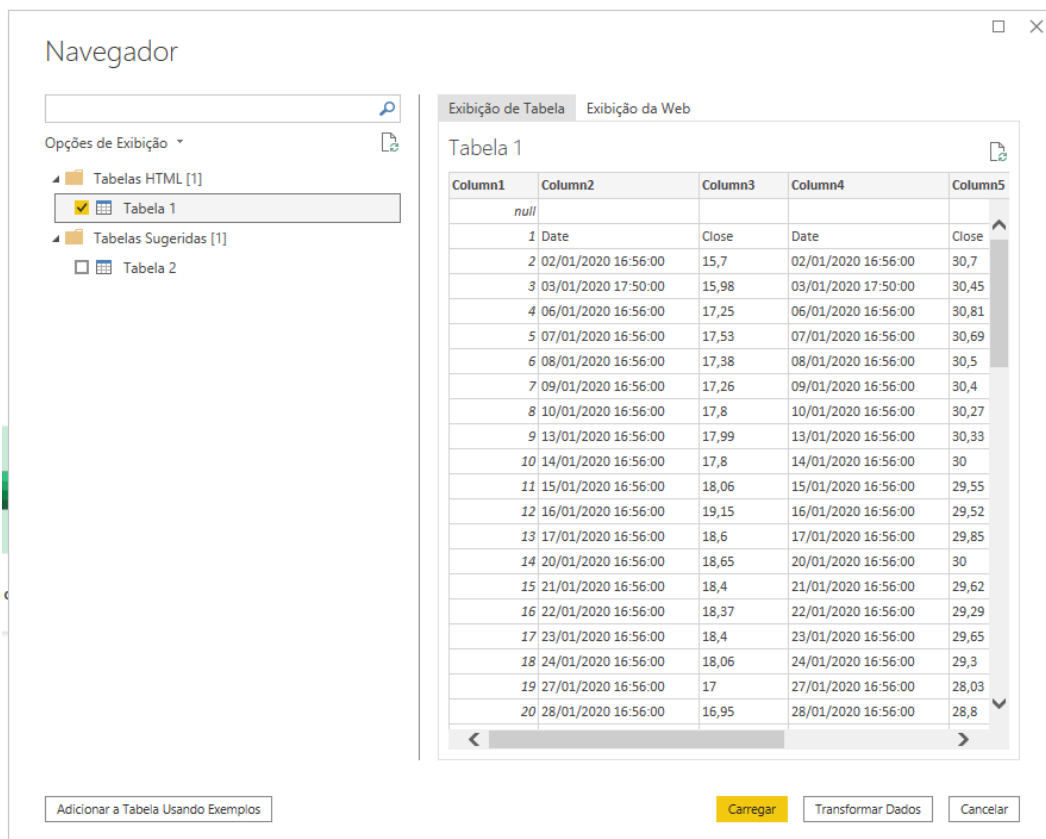 Navegador
Opções de Exibição
Tabelas HTML [1]
Tabela 1
Tabelas Sugeridas [1]
Tabela 2
Exibição de Tabela Exibição da Web
Tabela 1
Column1 Column2 Column3 Column4 Column5
null
1 Date Close Date Close
2 02/01/2020 16:56:00 15,7 02/01/2020 16:56:00 30,7
3 03/01/2020 17:50:00 15,98 03/01/2020 17:50:00 30,45
4 06/01/2020 16:56:00 17,25 06/01/2020 16:56:00 30,81
5 07/01/2020 16:56:00 17,53 07/01/2020 16:56:00 30,69
6 08/01/2020 16:56:00 17,38 08/01/2020 16:56:00 30,5
7 09/01/2020 16:56:00 17,26 09/01/2020 16:56:00 30,4
8 10/01/2020 16:56:00 17,8 10/01/2020 16:56:00 30,27
9 13/01/2020 16:56:00 17,99 13/01/2020 16:56:00 30,33
10 14/01/2020 16:56:00 17,8 14/01/2020 16:56:00 30
11 15/01/2020 16:56:00 18,06 15/01/2020 16:56:00 29,55
12 16/01/2020 16:56:00 19,15 16/01/2020 16:56:00 29,52
13 17/01/2020 16:56:00 18,6 17/01/2020 16:56:00 29,85
14 20/01/2020 16:56:00 18,65 20/01/2020 16:56:00 30
15 21/01/2020 16:56:00 18,4 21/01/2020 16:56:00 29,62
16 22/01/2020 16:56:00 18,37 22/01/2020 16:56:00 29,29
17 23/01/2020 16:56:00 18,4 23/01/2020 16:56:00 29,65
18 24/01/2020 16:56:00 18,06 24/01/2020 16:56:00 29,3
19 27/01/2020 16:56:00 17 27/01/2020 16:56:00 28,03
20 28/01/2020 16:56:00 16,95 28/01/2020 16:56:00 28,8
Adicionar a Tabela Usando Exemplos Carregar Transformar Dados Cancelar